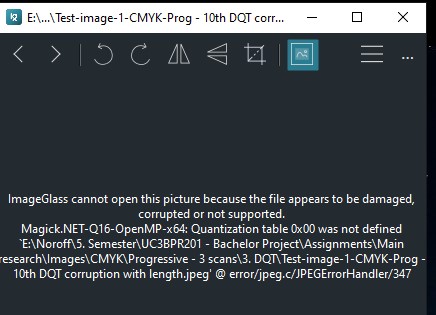 E:\...\Test-image-1-CMYK-Prog - 10th DQT corr...
ImageGlass cannot open this picture because the file appears to be damaged,
corrupted or not supported.
Magick.NET-Q16-OpenMP-x64: Quantization table 0x00 was not defined
`E:\Noroff\5. Semester\UC3BPR201 - Bachelor Project\Assignments\Main
research\Images\CMYK\Progressive - 3 scans\3. DQT\Test-image-1-CMYK-Prog -
10th DQT corruption with length.jpeg' @ error/jpeg.c/JPEGErrorHandler/347